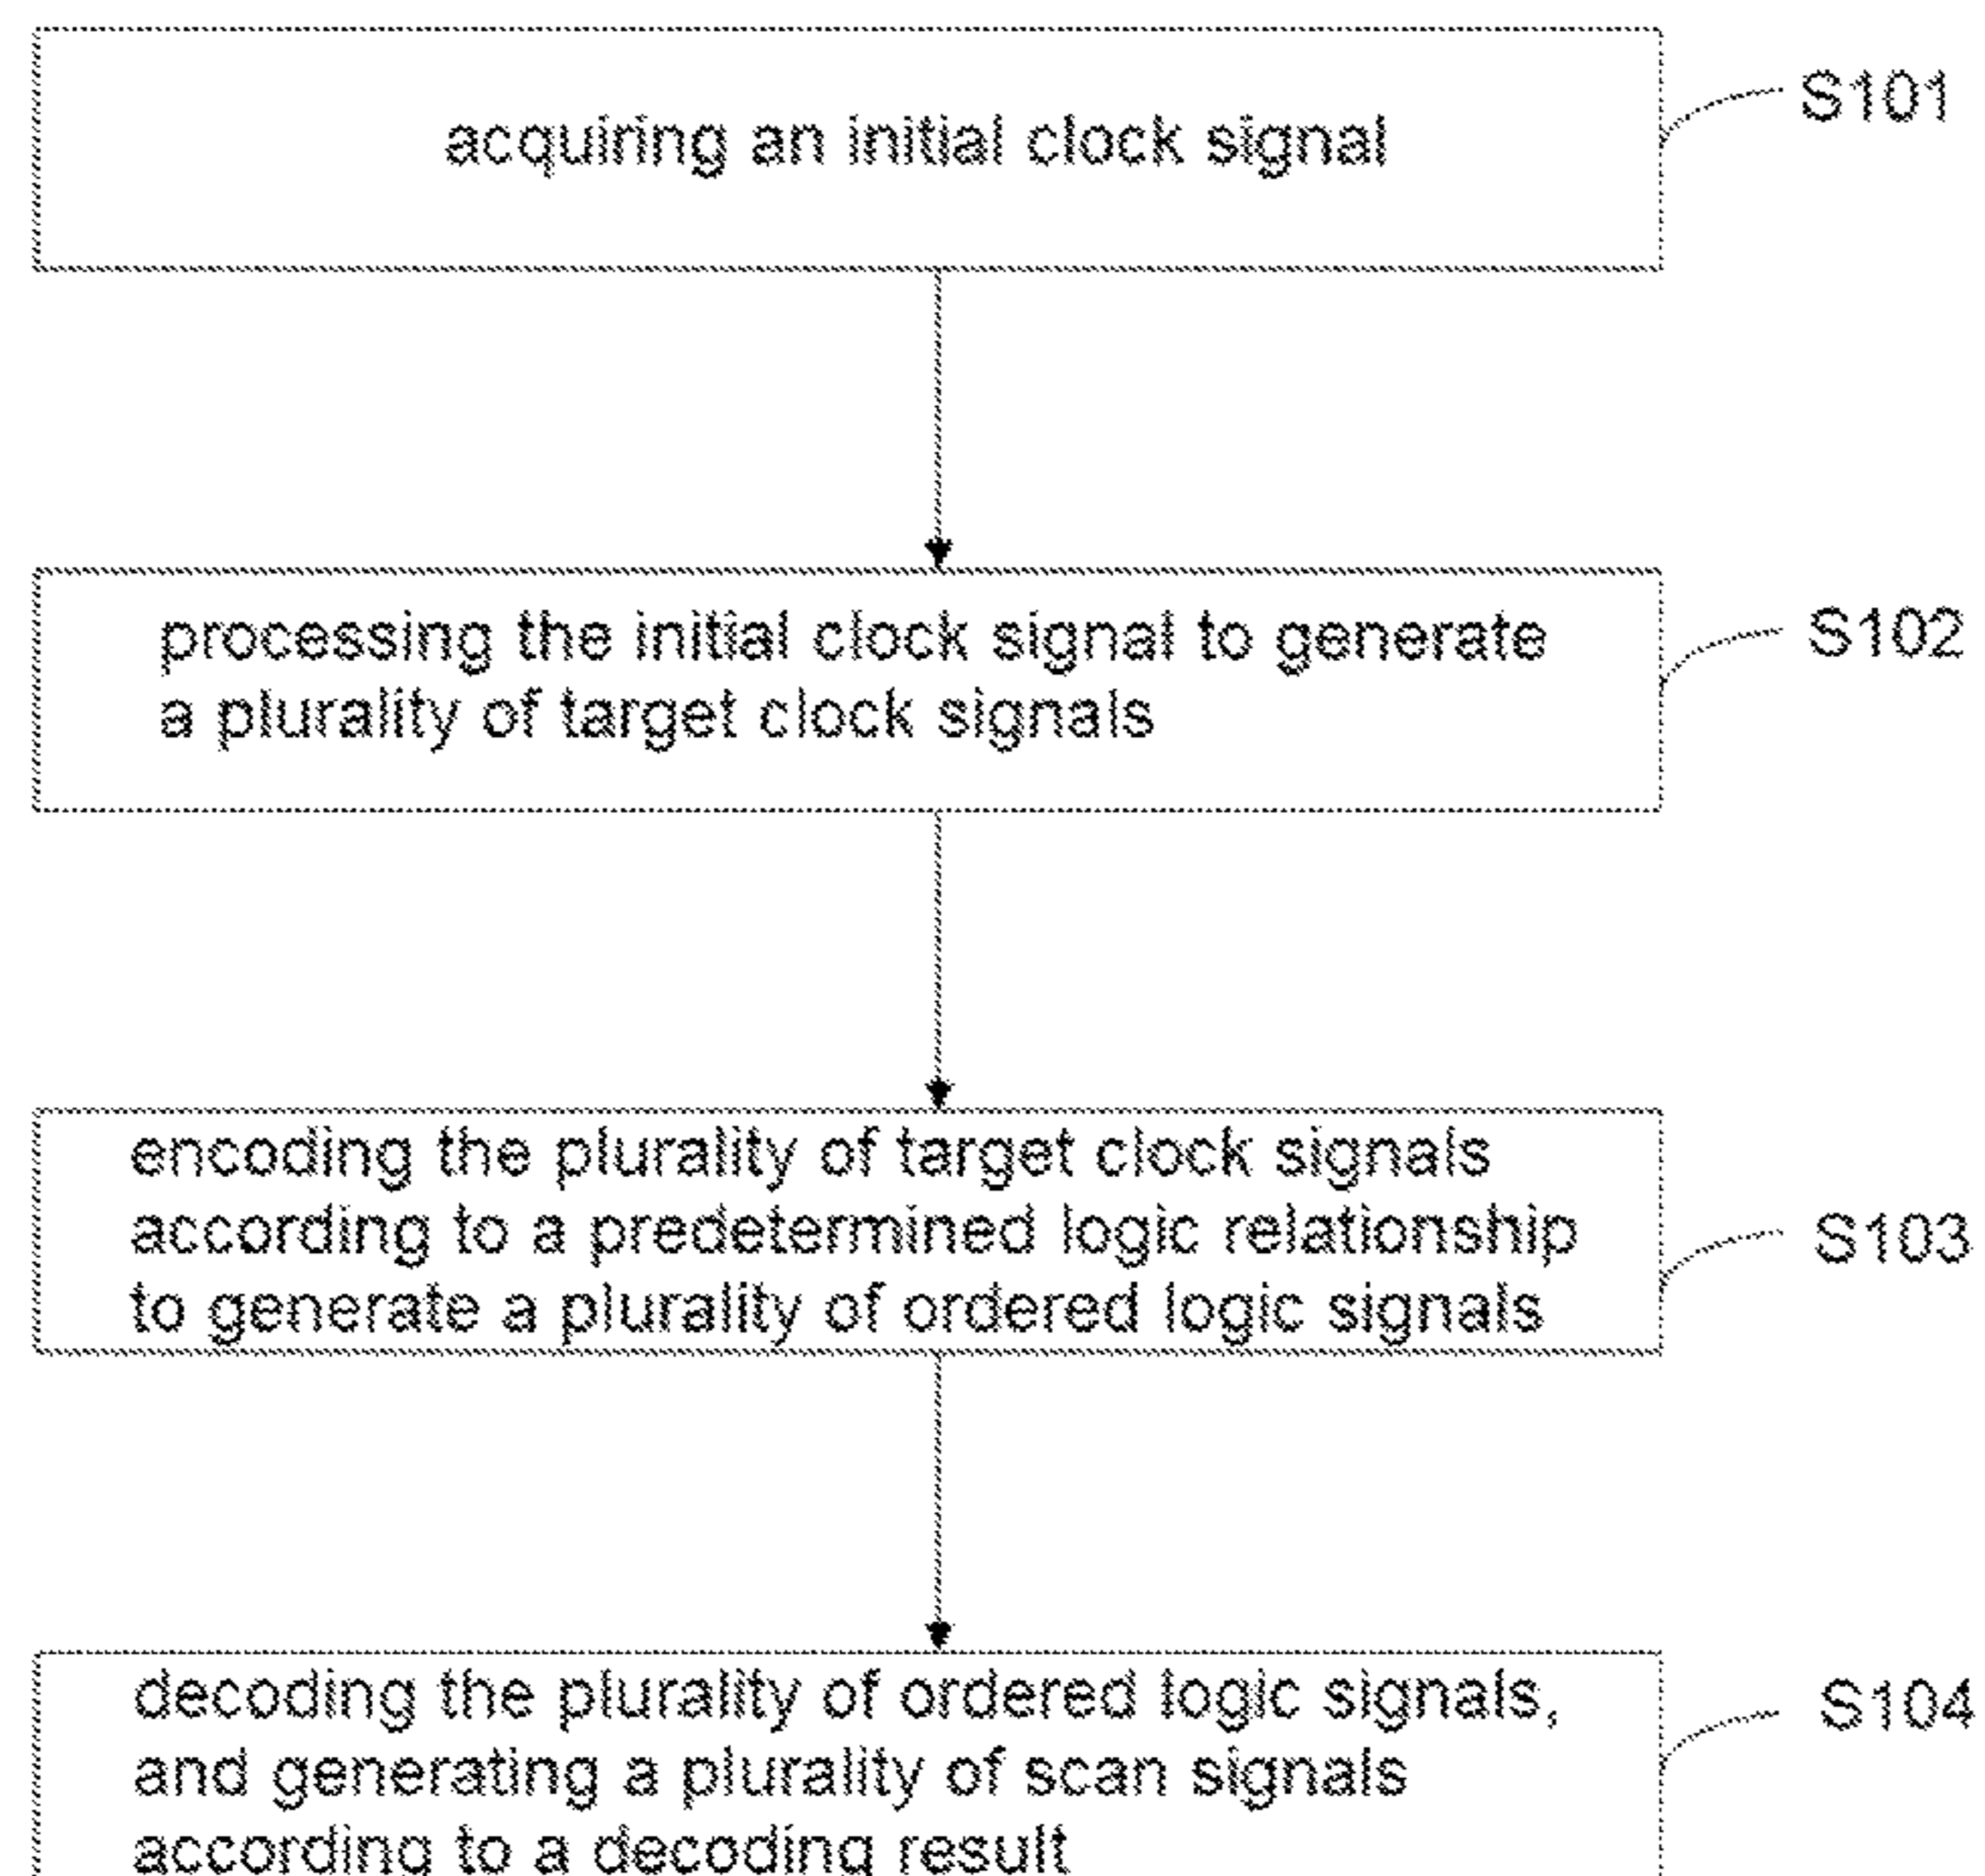 acquiring an initial clock signal
S101
processing the initial clock signal to generate
a plurality of target clock signals
S102
encoding the plurality of target clock signals
according to a predetermined logic relationship
to generate a plurality of ordered logic signals
S103
decoding the plurality of ordered logic signals,
and generating a plurality of scan signals
according to a decoding result
S104